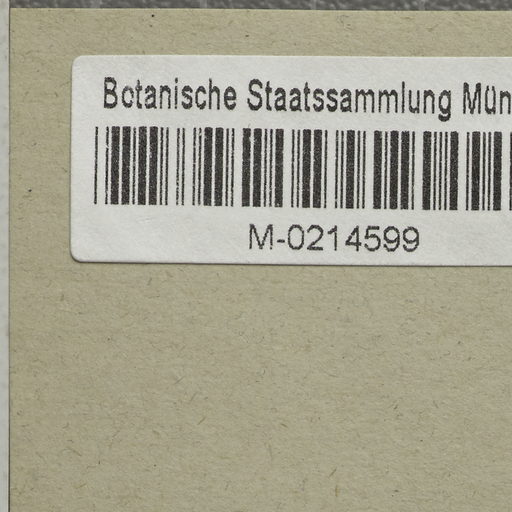 Botanische Staatssammlung Mün
M-0214599